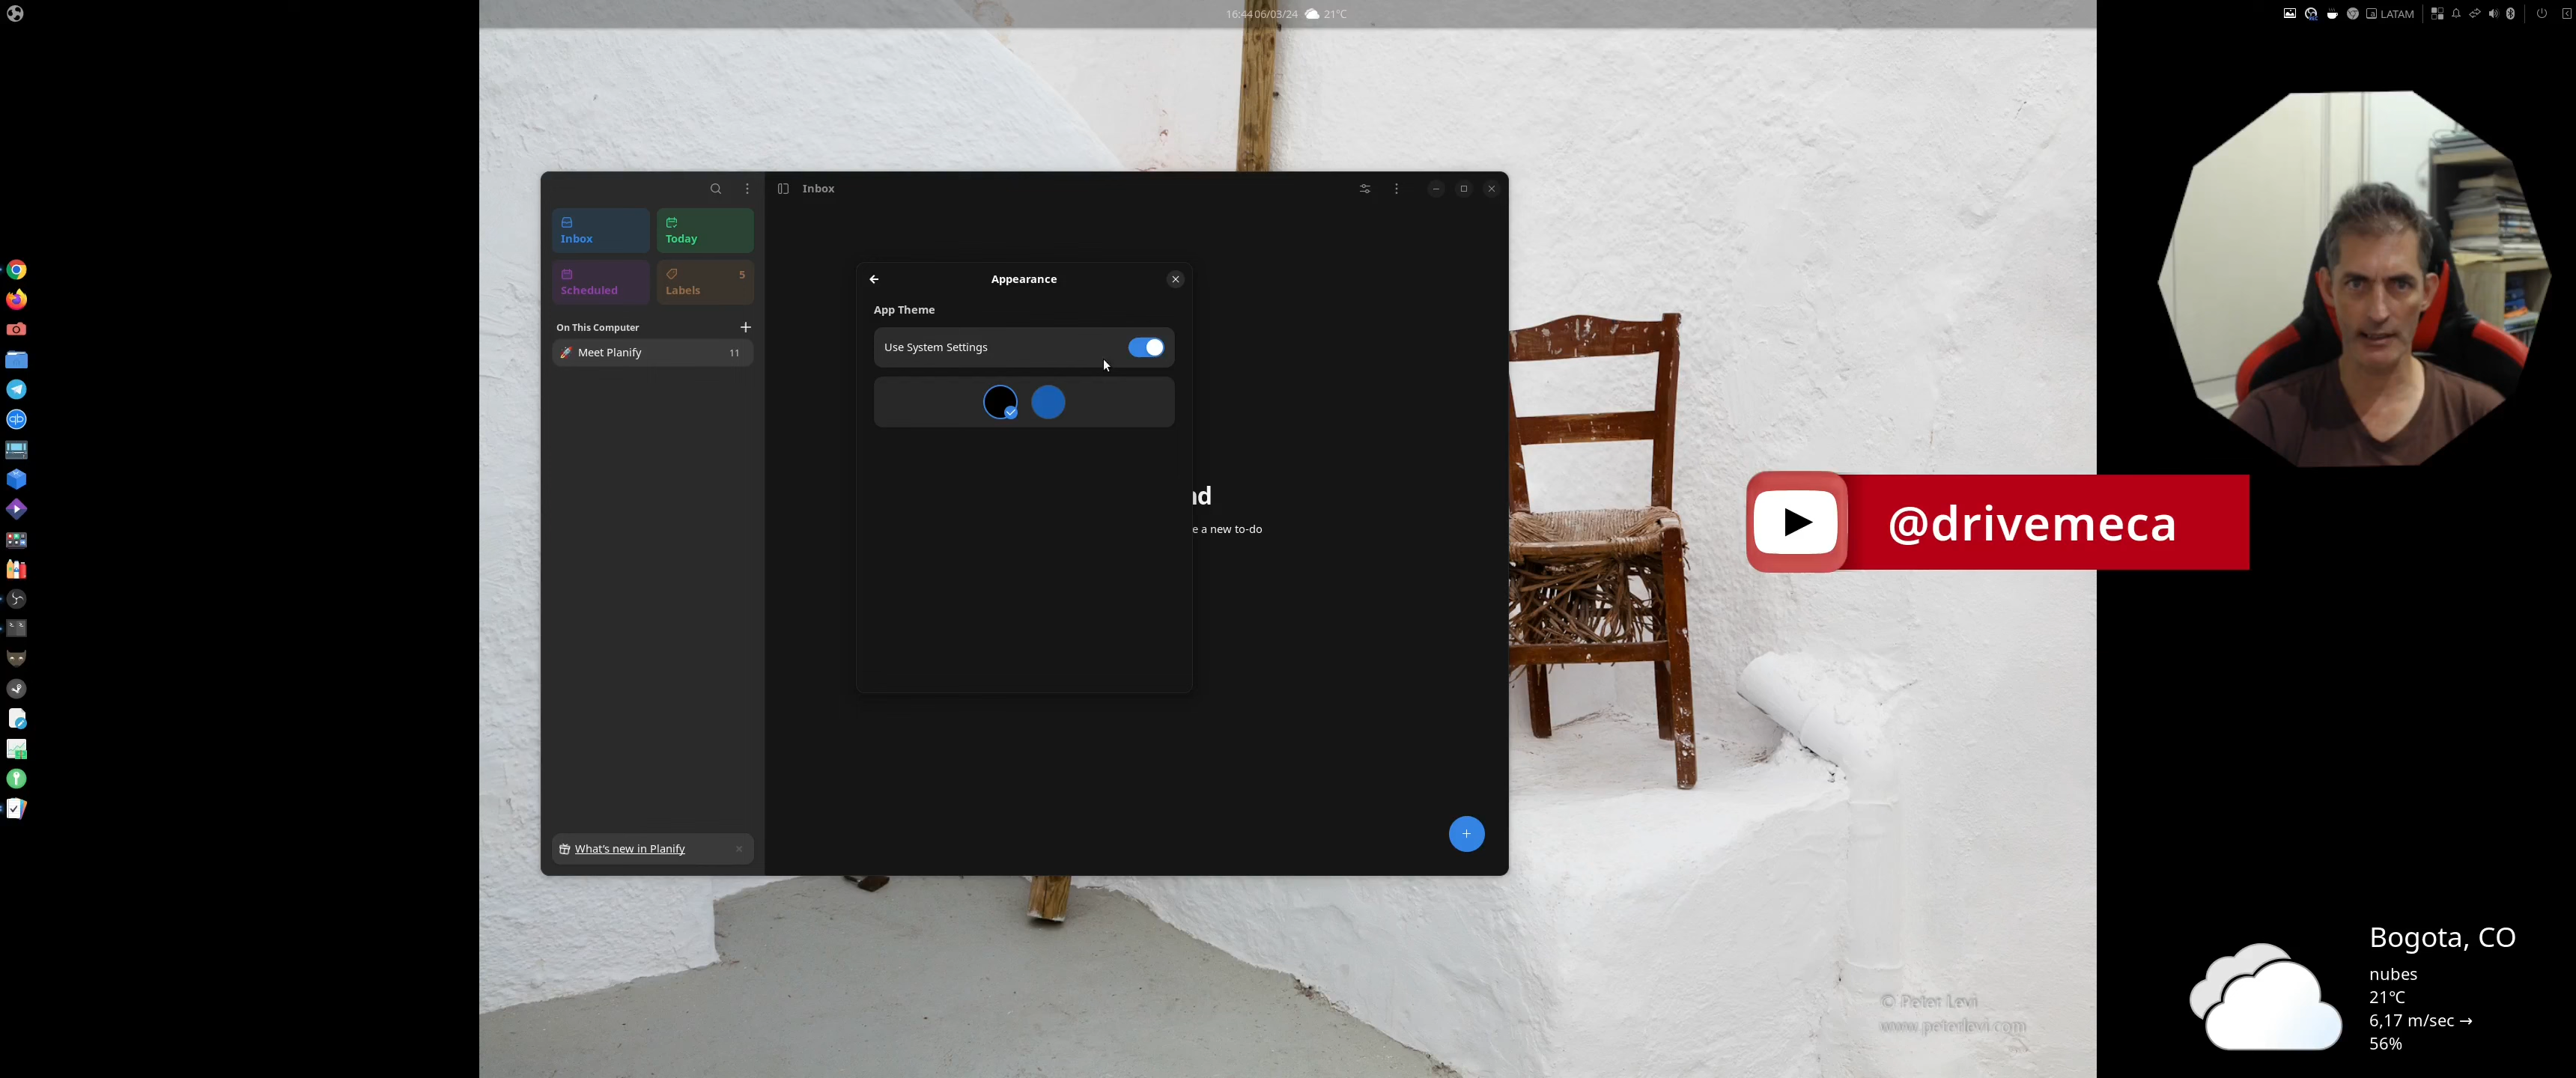 16:44 06/03/24 21°C
LATAM
Inbox
Inbox
Today
Scheduled
5
Labels
On This Computer
Meet Planify 11
What's new in Planify
Appearance
App Theme
Use System Settings
nd
e a new to-do
@drivemeca
Bogota, CO
nubes
21°C
6,17 m/sec →
56%
© Peter Levi
www.peterlevi.com